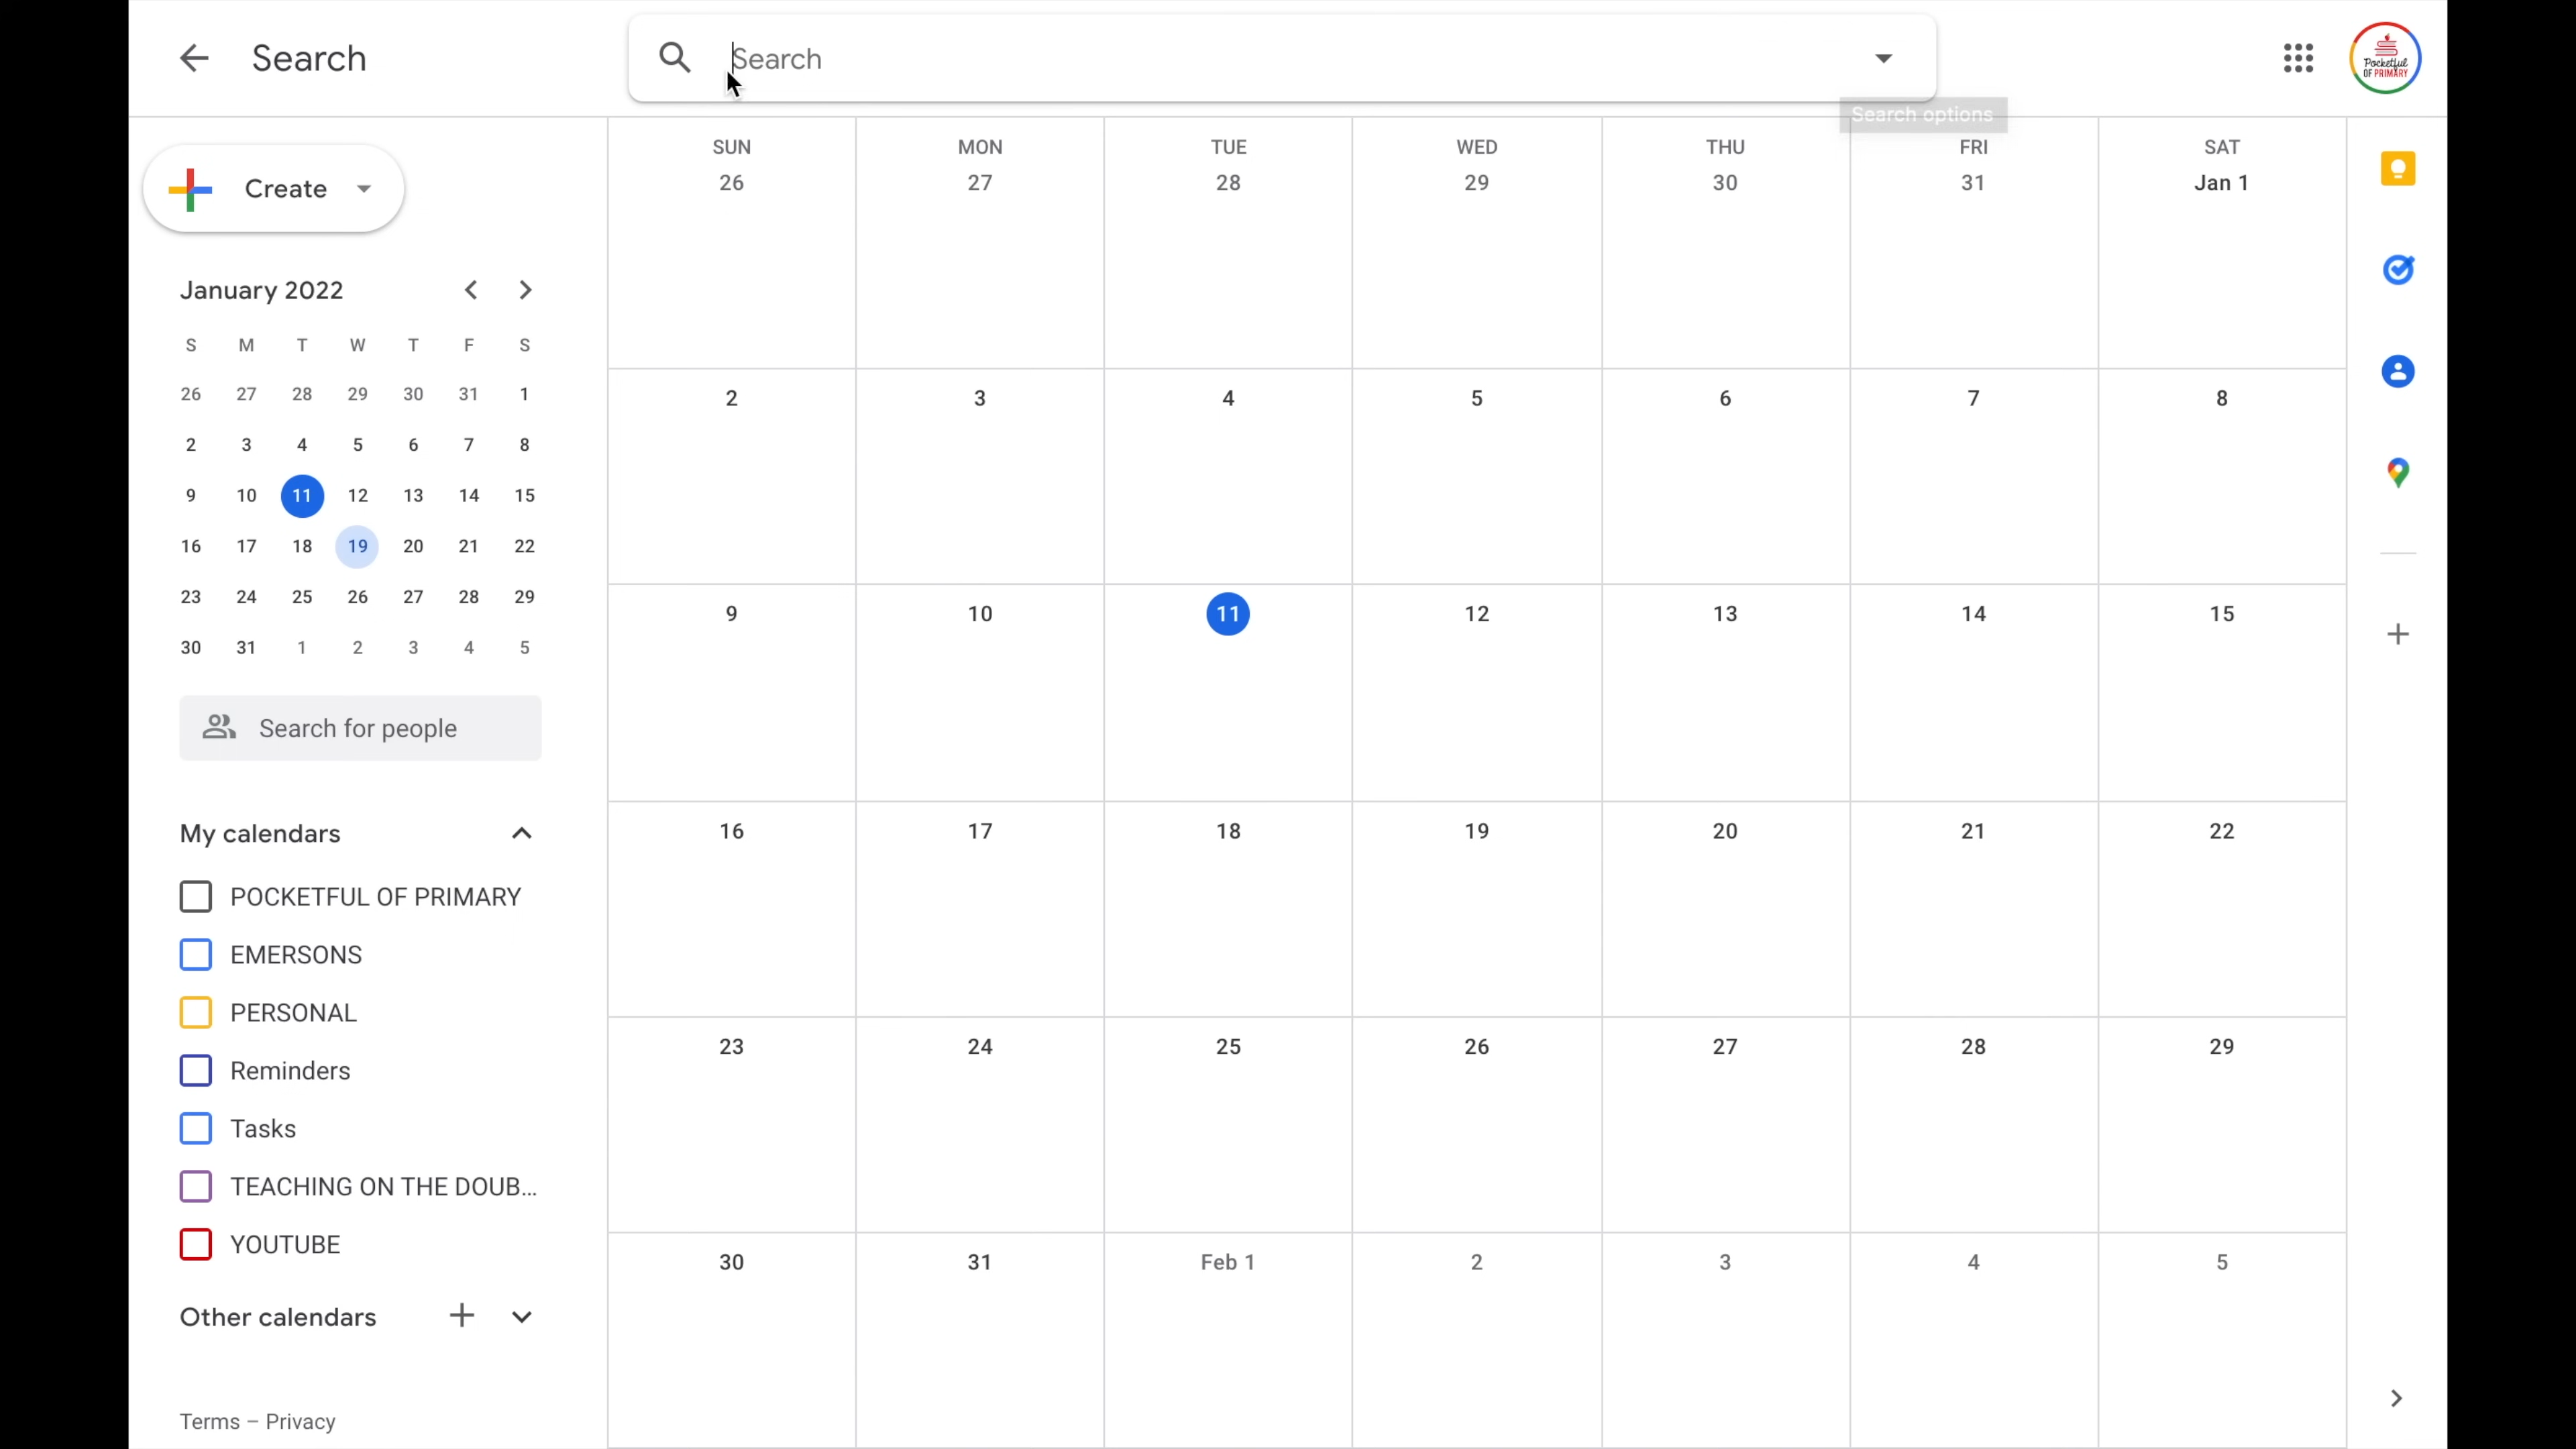 Search
Search
Pocketful
OF PRIMARY
Search options
Create
January 2022
S M T W T F S
26 27 28 29 30 31 1
2 3 4 5 6 7 8
9 10 11 12 13 14 15
16 17 18 19 20 21 22
23 24 25 26 27 28 29
30 31 1 2 3 4 5
Search for people
My calendars
POCKETFUL OF PRIMARY
EMERSONS
PERSONAL
Reminders
Tasks
TEACHING ON THE DOUB...
YOUTUBE
Other calendars
Terms – Privacy
SUN MON TUE WED THU FRI SAT
26 27 28 29 30 31 Jan 1
2 3 4 5 6 7 8
9 10 11 12 13 14 15
16 17 18 19 20 21 22
23 24 25 26 27 28 29
30 31 Feb 1 2 3 4 5